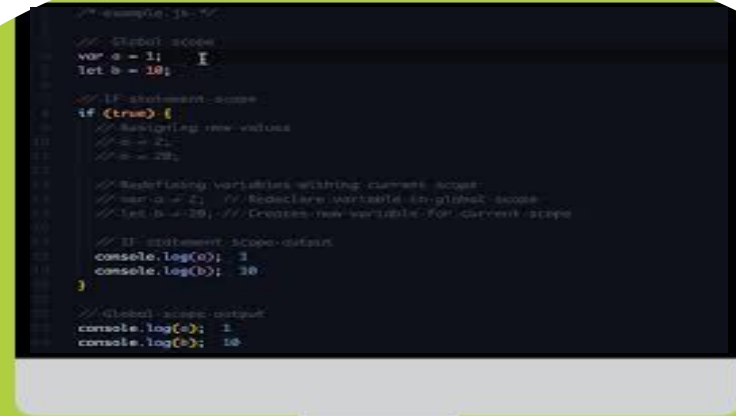 /* example.js */
/// Global scope
var a = 1;
let b = 10;
// IF statement scope
if (true) {
// Assigning new values
// a = 2;
// b = 20;
// Redefining variables withing current scope
// var a = 2; // Redeclare variable in global scope
// let b = 20; // Creates new variable for current scope
// IF statement scope output
console.log(a); 1
console.log(b); 10
}
// Global scope output
console.log(a); 1
console.log(b); 10